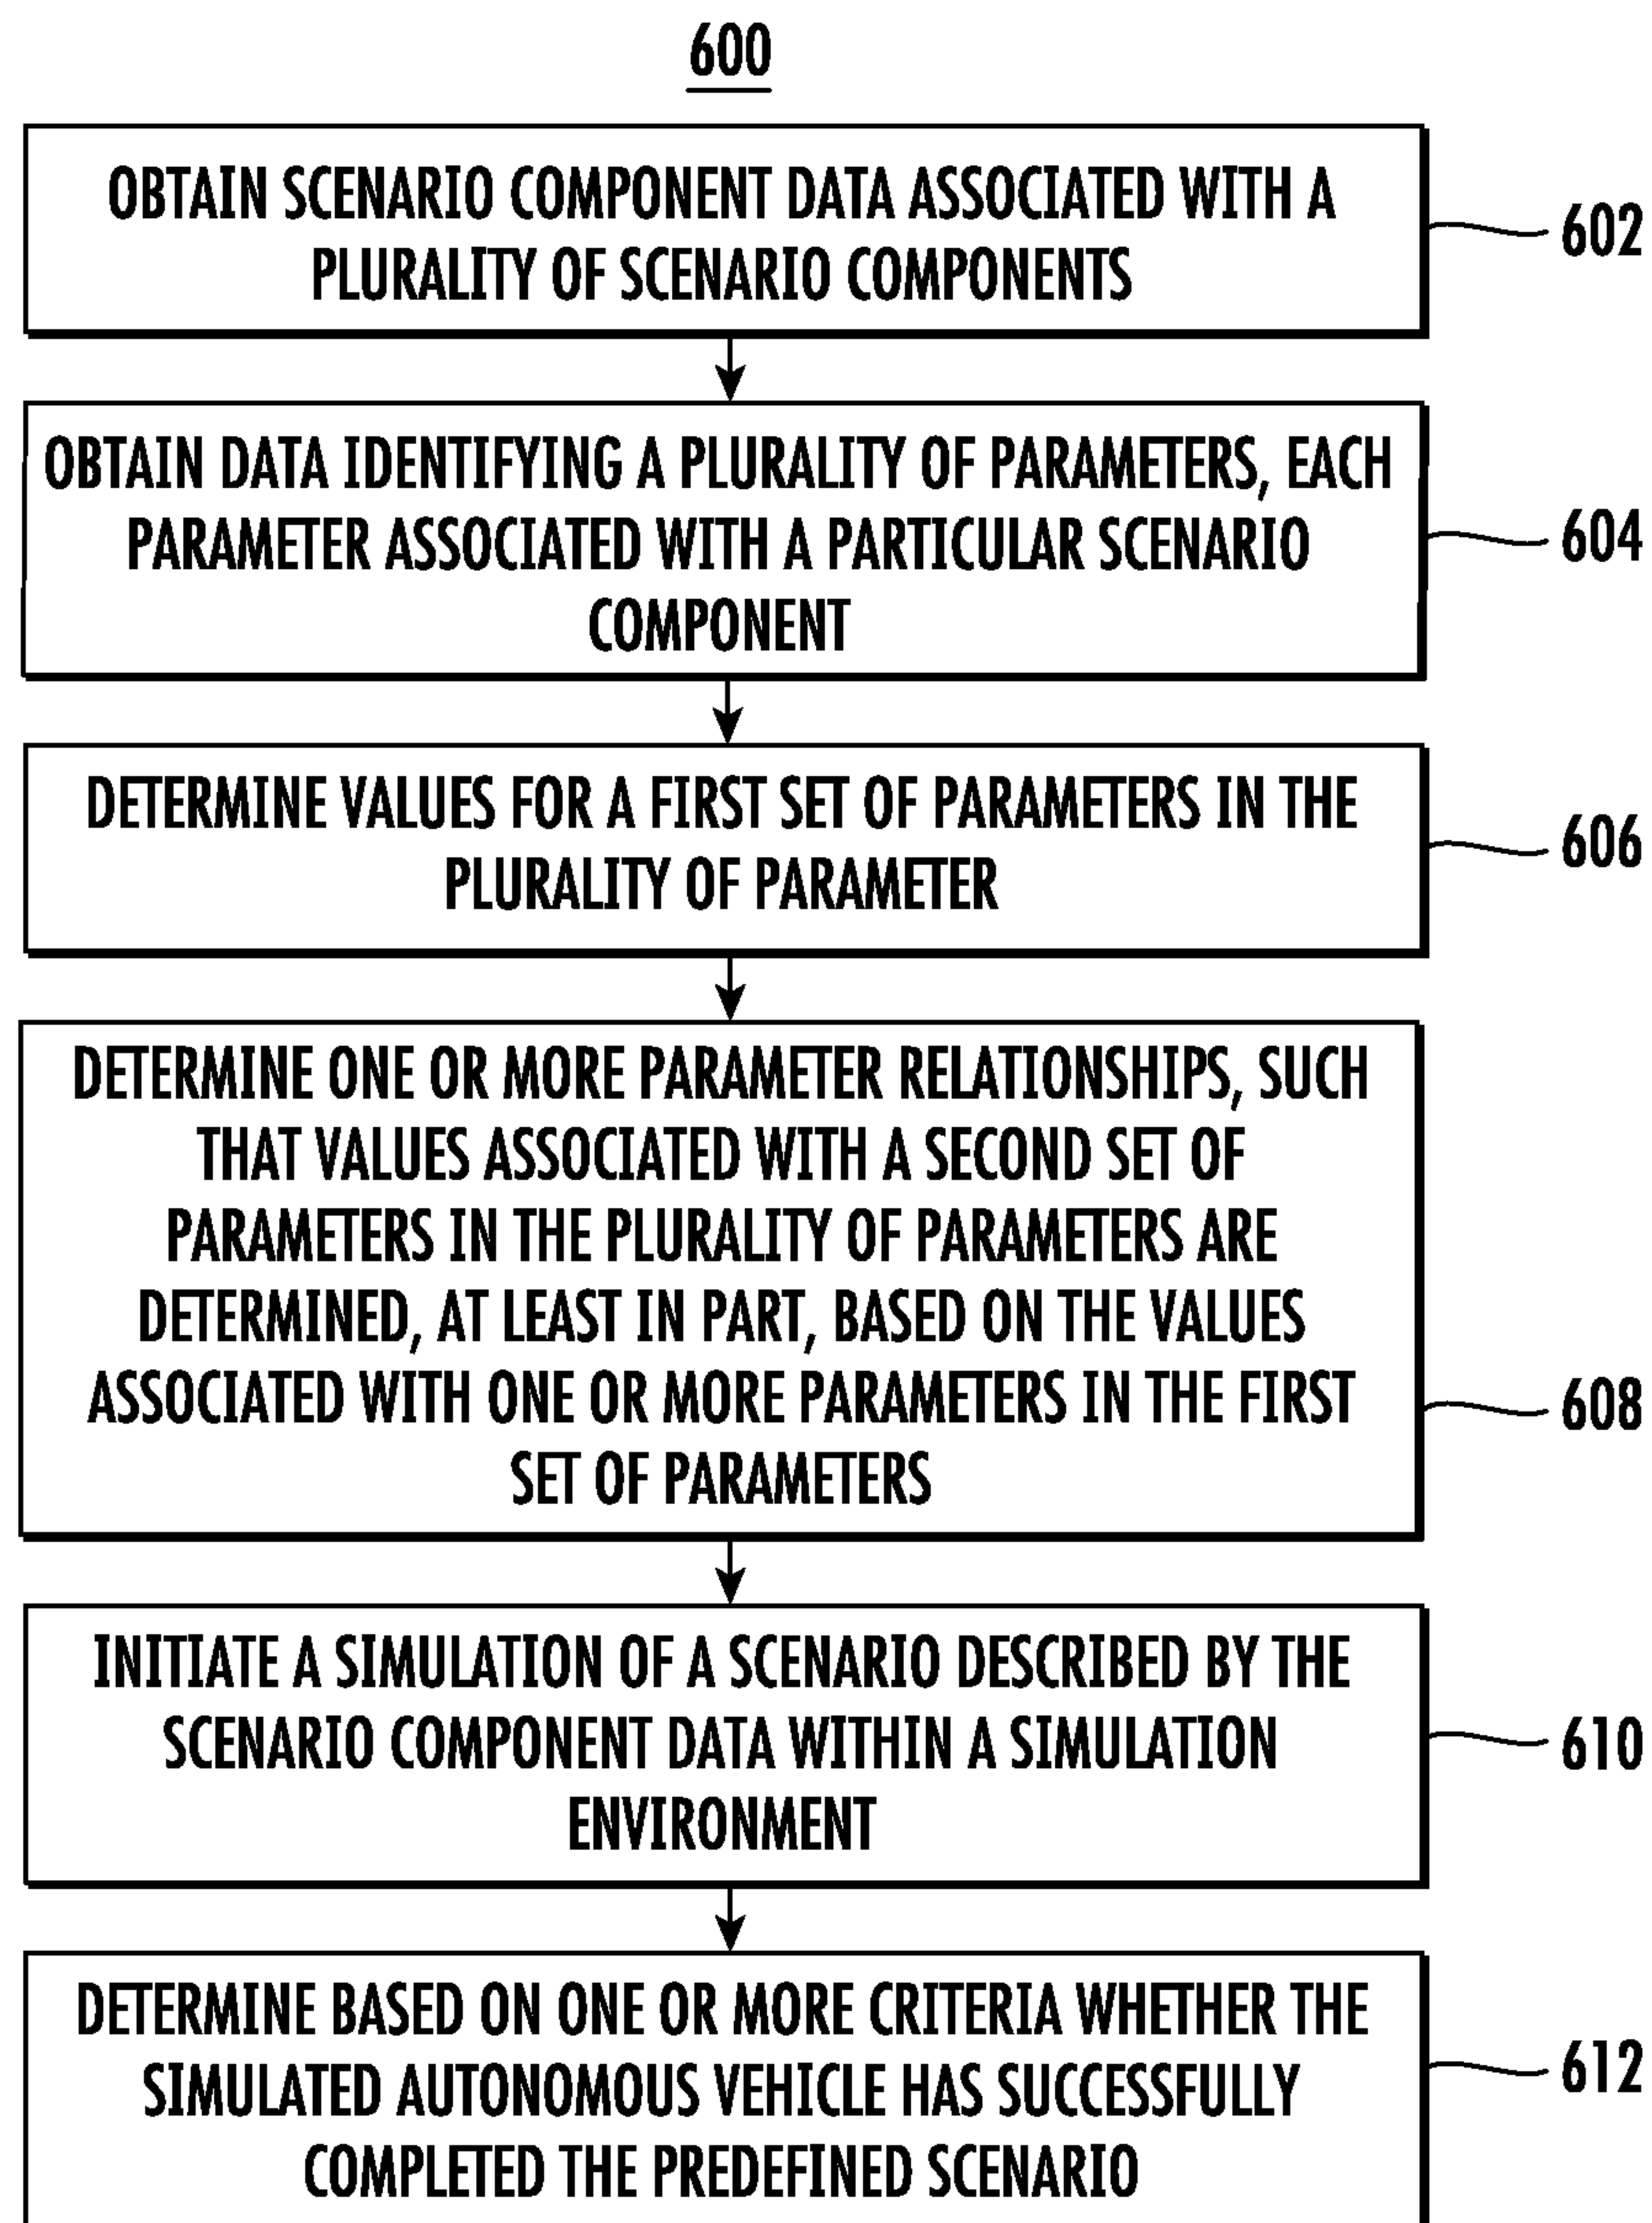 600
OBTAIN SCENARIO COMPONENT DATA ASSOCIATED WITH A
PLURALITY OF SCENARIO COMPONENTS
602
OBTAIN DATA IDENTIFYING A PLURALITY OF PARAMETERS, EACH
PARAMETER ASSOCIATED WITH A PARTICULAR SCENARIO
COMPONENT
604
DETERMINE VALUES FOR A FIRST SET OF PARAMETERS IN THE
PLURALITY OF PARAMETER
606
DETERMINE ONE OR MORE PARAMETER RELATIONSHIPS, SUCH
THAT VALUES ASSOCIATED WITH A SECOND SET OF
PARAMETERS IN THE PLURALITY OF PARAMETERS ARE
DETERMINED, AT LEAST IN PART, BASED ON THE VALUES
ASSOCIATED WITH ONE OR MORE PARAMETERS IN THE FIRST
SET OF PARAMETERS
608
INITIATE A SIMULATION OF A SCENARIO DESCRIBED BY THE
SCENARIO COMPONENT DATA WITHIN A SIMULATION
ENVIRONMENT
610
DETERMINE BASED ON ONE OR MORE CRITERIA WHETHER THE
SIMULATED AUTONOMOUS VEHICLE HAS SUCCESSFULLY
COMPLETED THE PREDEFINED SCENARIO
612